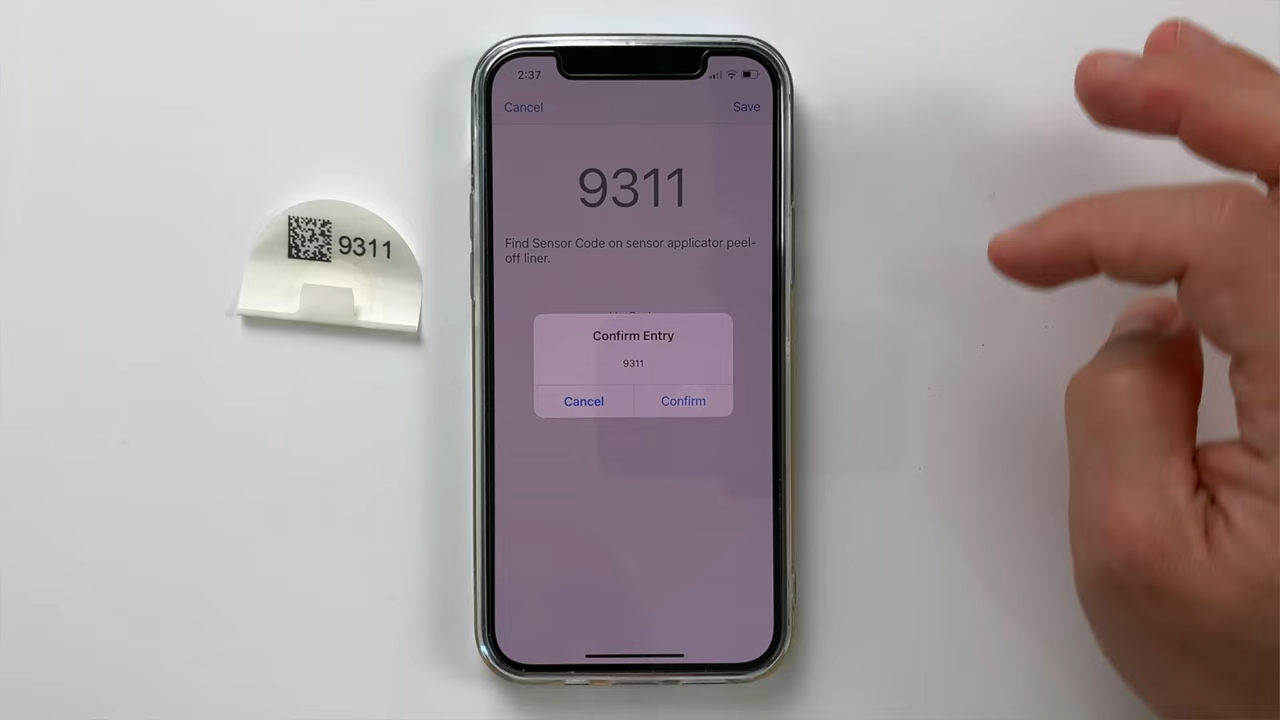 9311
2:37
Cancel
Save
9311
Find Sensor Code on sensor applicator peel-
off liner.
Confirm Entry
9311
Cancel
Confirm